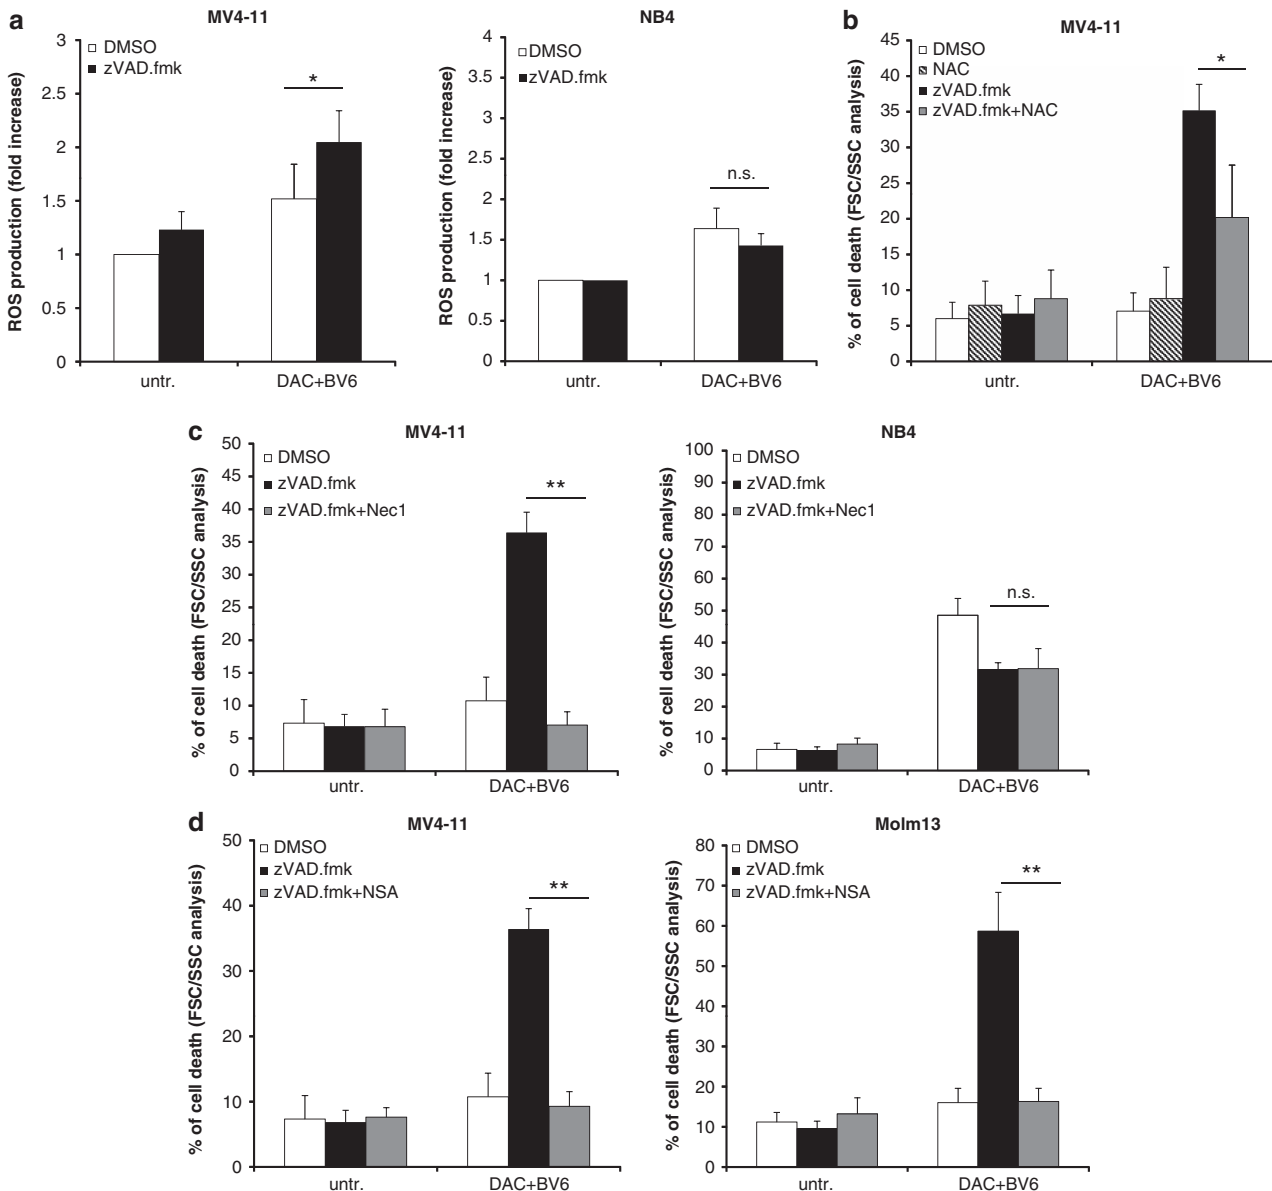 a
MV4-11
ROS production (fold increase)
3
2.5
2
1.5
1
0.5
0
DMSO
zVAD.fmk
*
untr.
DAC+BV6
NB4
ROS production (fold increase)
4
3.5
3
2.5
2
1.5
1
0.5
0
DMSO
zVAD.fmk
n.s.
untr.
DAC+BV6
b
MV4-11
% of cell death (FSC/SSC analysis)
45
40
35
30
25
20
15
10
5
0
DMSO
NAC
zVAD.fmk
zVAD.fmk+NAC
*
untr.
DAC+BV6
c
MV4-11
% of cell death (FSC/SSC analysis)
50
45
40
35
30
25
20
15
10
5
0
DMSO
zVAD.fmk
zVAD.fmk+Nec1
**
untr.
DAC+BV6
NB4
% of cell death (FSC/SSC analysis)
100
90
80
70
60
50
40
30
20
10
0
DMSO
zVAD.fmk
zVAD.fmk+Nec1
n.s.
untr.
DAC+BV6
d
MV4-11
% of cell death (FSC/SSC analysis)
50
40
30
20
10
0
DMSO
zVAD.fmk
zVAD.fmk+NSA
**
untr.
DAC+BV6
Molm13
% of cell death (FSC/SSC analysis)
80
70
60
50
40
30
20
10
0
DMSO
zVAD.fmk
zVAD.fmk+NSA
**
untr.
DAC+BV6